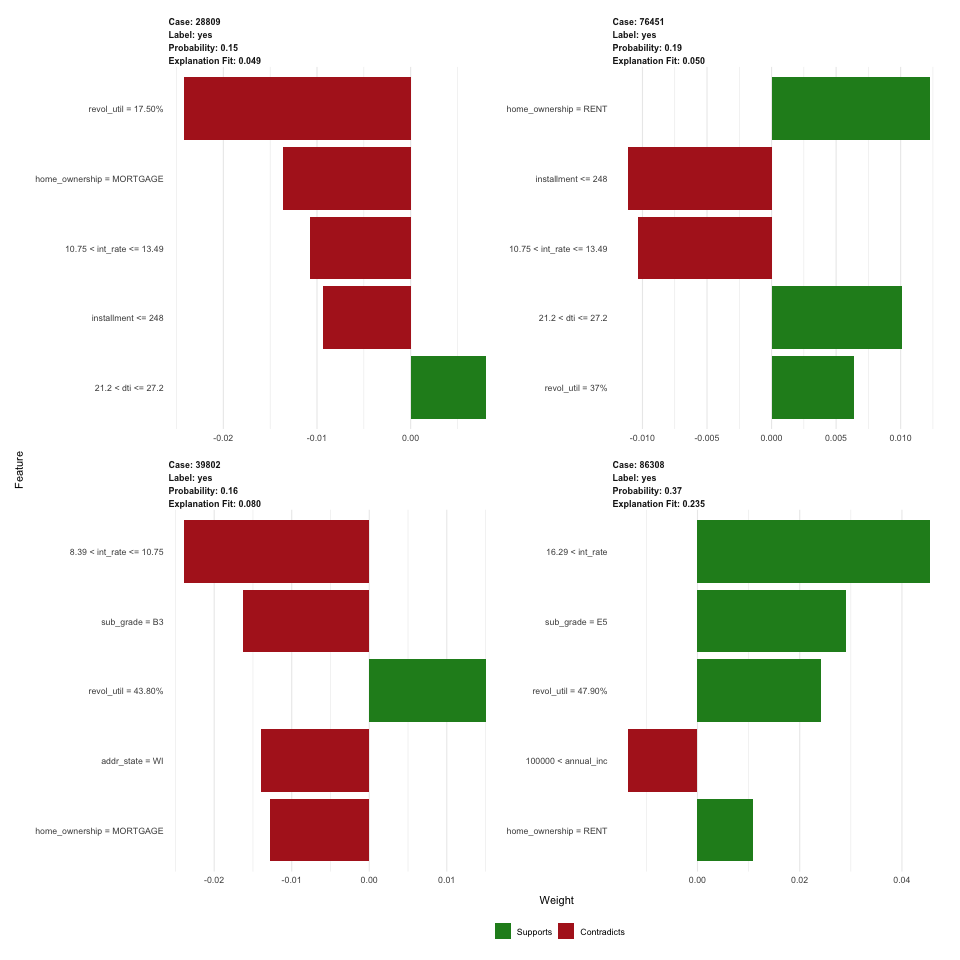 Case: 28809
Label: yes
Probability: 0.15
Explanation Fit: 0.049
revol_util = 17.50%
home_ownership = MORTGAGE
10.75 < int_rate <= 13.49
installment <= 248
21.2 < dti <= 27.2
-0.02 -0.01 0.00
Case: 76451
Label: yes
Probability: 0.19
Explanation Fit: 0.050
home_ownership = RENT
installment <= 248
10.75 < int_rate <= 13.49
21.2 < dti <= 27.2
revol_util = 37%
-0.010 -0.005 0.000 0.005 0.010
Feature
Case: 39802
Label: yes
Probability: 0.16
Explanation Fit: 0.080
8.39 < int_rate <= 10.75
sub_grade = B3
revol_util = 43.80%
addr_state = WI
home_ownership = MORTGAGE
-0.02 -0.01 0.00 0.01
Case: 86308
Label: yes
Probability: 0.37
Explanation Fit: 0.235
16.29 < int_rate
sub_grade = E5
revol_util = 47.90%
100000 < annual_inc
home_ownership = RENT
0.00 0.02 0.04
Weight
Supports Contradicts